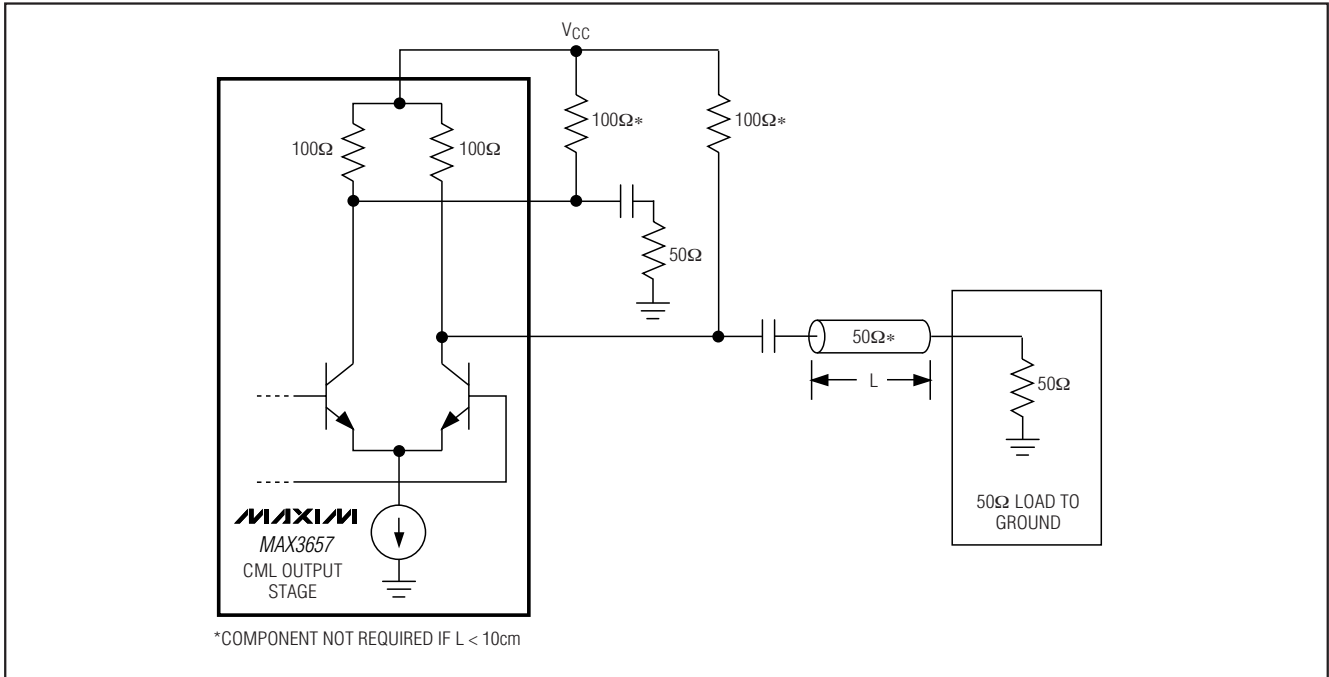 VCC
100Ω*
100Ω*
100Ω
100Ω
50Ω
50Ω*
L
50Ω
50Ω LOAD TO
GROUND
MAXIM
MAX3657
CML OUTPUT
STAGE
*COMPONENT NOT REQUIRED IF L < 10cm